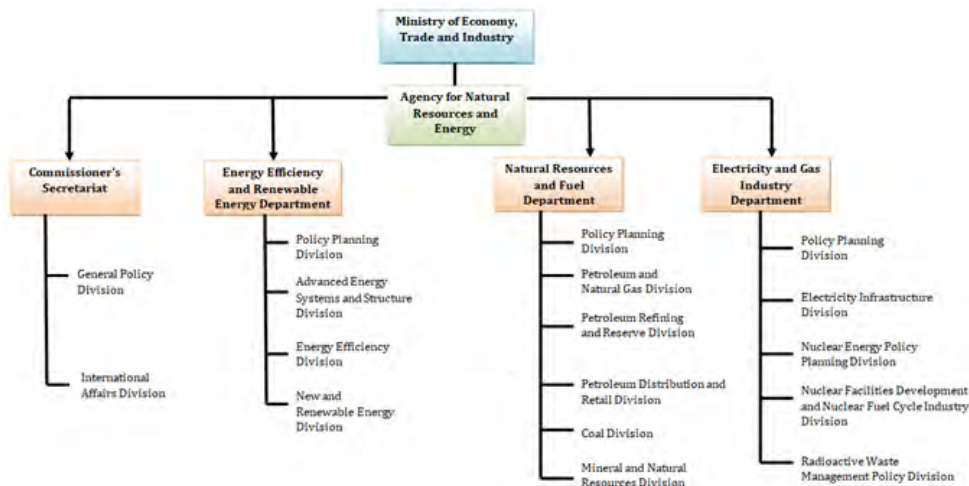 Ministry of Economy,
Trade and Industry
Agency for Natural
Resources and
Energy
Commissioner's
Secretariat
General Policy
Division
International
Affairs Division
Energy Efficiency
and Renewable
Energy Department
Policy Planning
Division
Advanced Energy
Systems and Structure
Division
Energy Efficiency
Division
New and
Renewable Energy
Division
Natural Resources
and Fuel
Department
Policy Planning
Division
Petroleum and
Natural Gas Division
Petroleum Refining
and Reserve Division
Petroleum Distribution and
Retail Division
Coal Division
Mineral and Natural
Resources Division
Electricity and Gas
Industry
Department
Policy Planning
Division
Electricity Infrastructure
Division
Nuclear Energy Policy
Planning Division
Nuclear Facilities Development
and Nuclear Fuel Cycle Industry
Division
Radioactive Waste
Management Policy Division